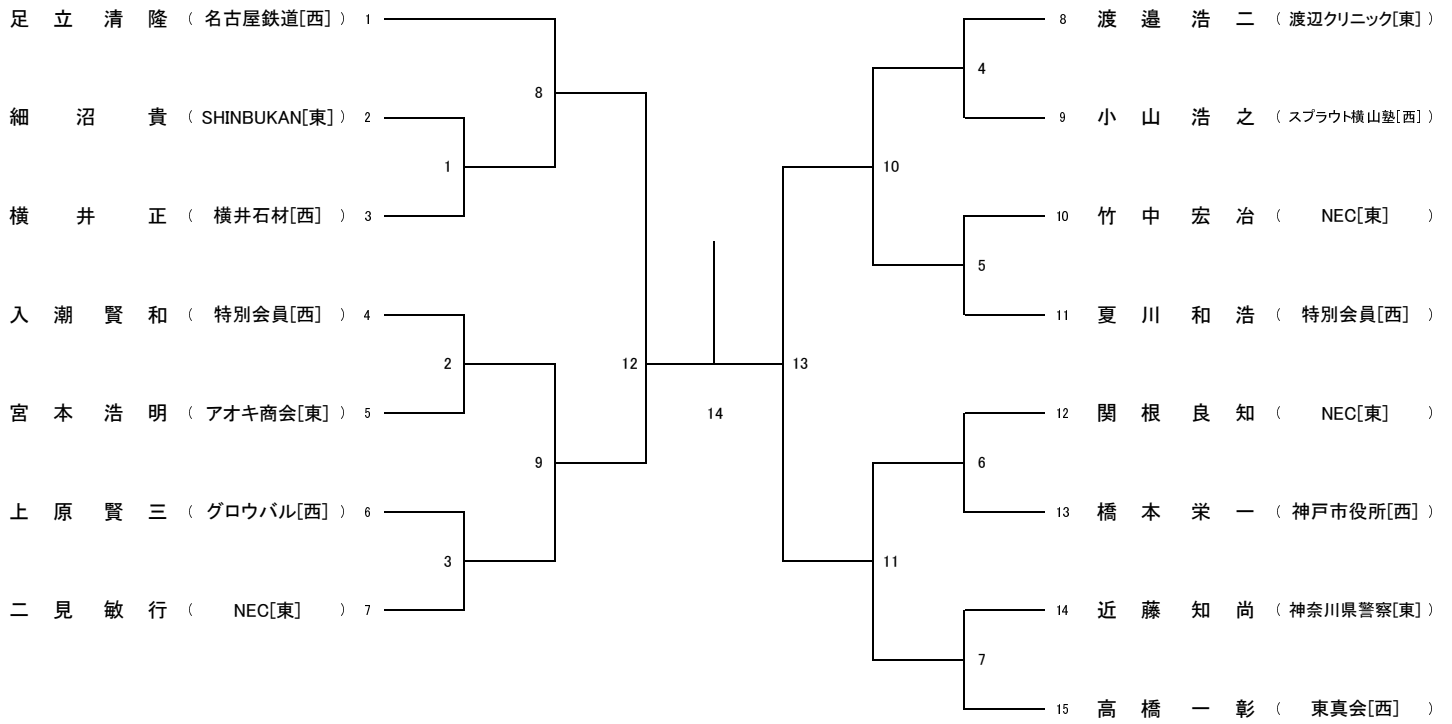 足立清隆 (名古屋鉄道[西]) 1
細沼貴 (SHINBUKAN[東]) 2
横井正 (横井石材[西]) 3
入潮賢和 (特別会員[西]) 4
宮本浩明 (アオキ商会[東]) 5
上原賢三 (グロウバル[西]) 6
二見敏行 (NEC[東]) 7
8
1
2
12
9
3
14
13
10
4
5
11
6
7
8 渡邉浩二 (渡辺クリニック[東])
9 小山浩之 (スプラウト横山塾[西])
10 竹中宏冶 (NEC[東])
11 夏川和浩 (特別会員[西])
12 関根良知 (NEC[東])
13 橋本栄一 (神戸市役所[西])
14 近藤知尚 (神奈川県警察[東])
15 高橋一彰 (東真会[西])